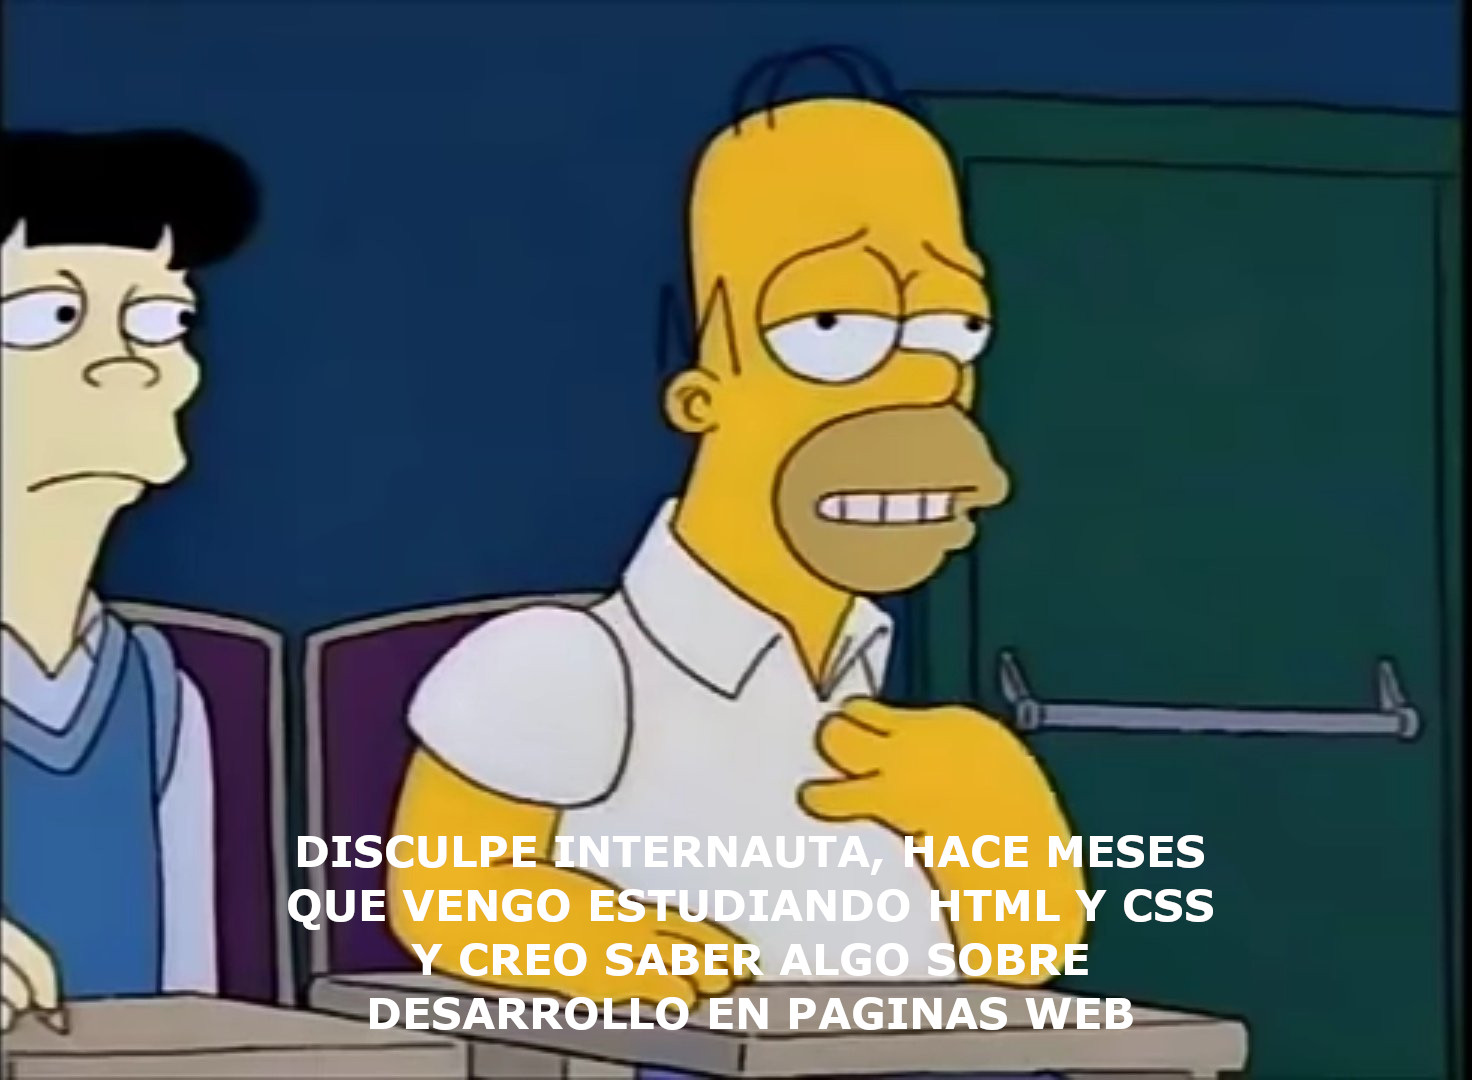 DISCULPE INTERNAUTA, HACE MESES
QUE VENGO ESTUDIANDO HTML Y CSS
Y CREO SABER ALGO SOBRE
DESARROLLO EN PAGINAS WEB